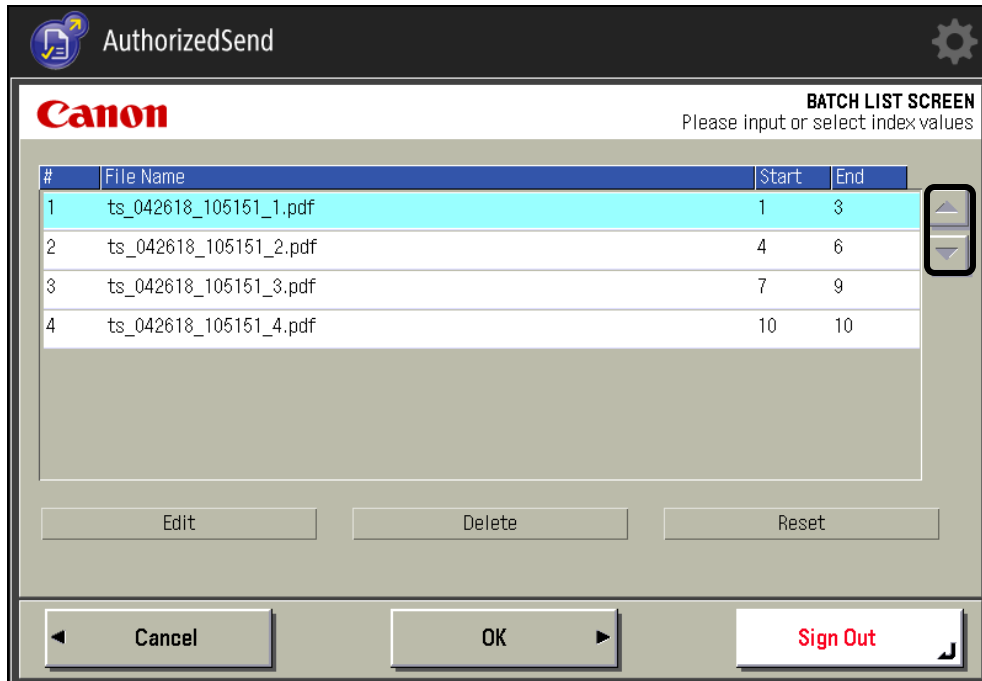 AuthorizedSend
Canon
BATCH LIST SCREEN
Please input or select index values
# File Name Start End
1 ts_042618_105151_1.pdf 1 3
2 ts_042618_105151_2.pdf 4 6
3 ts_042618_105151_3.pdf 7 9
4 ts_042618_105151_4.pdf 10 10
Edit Delete Reset
Cancel OK Sign Out